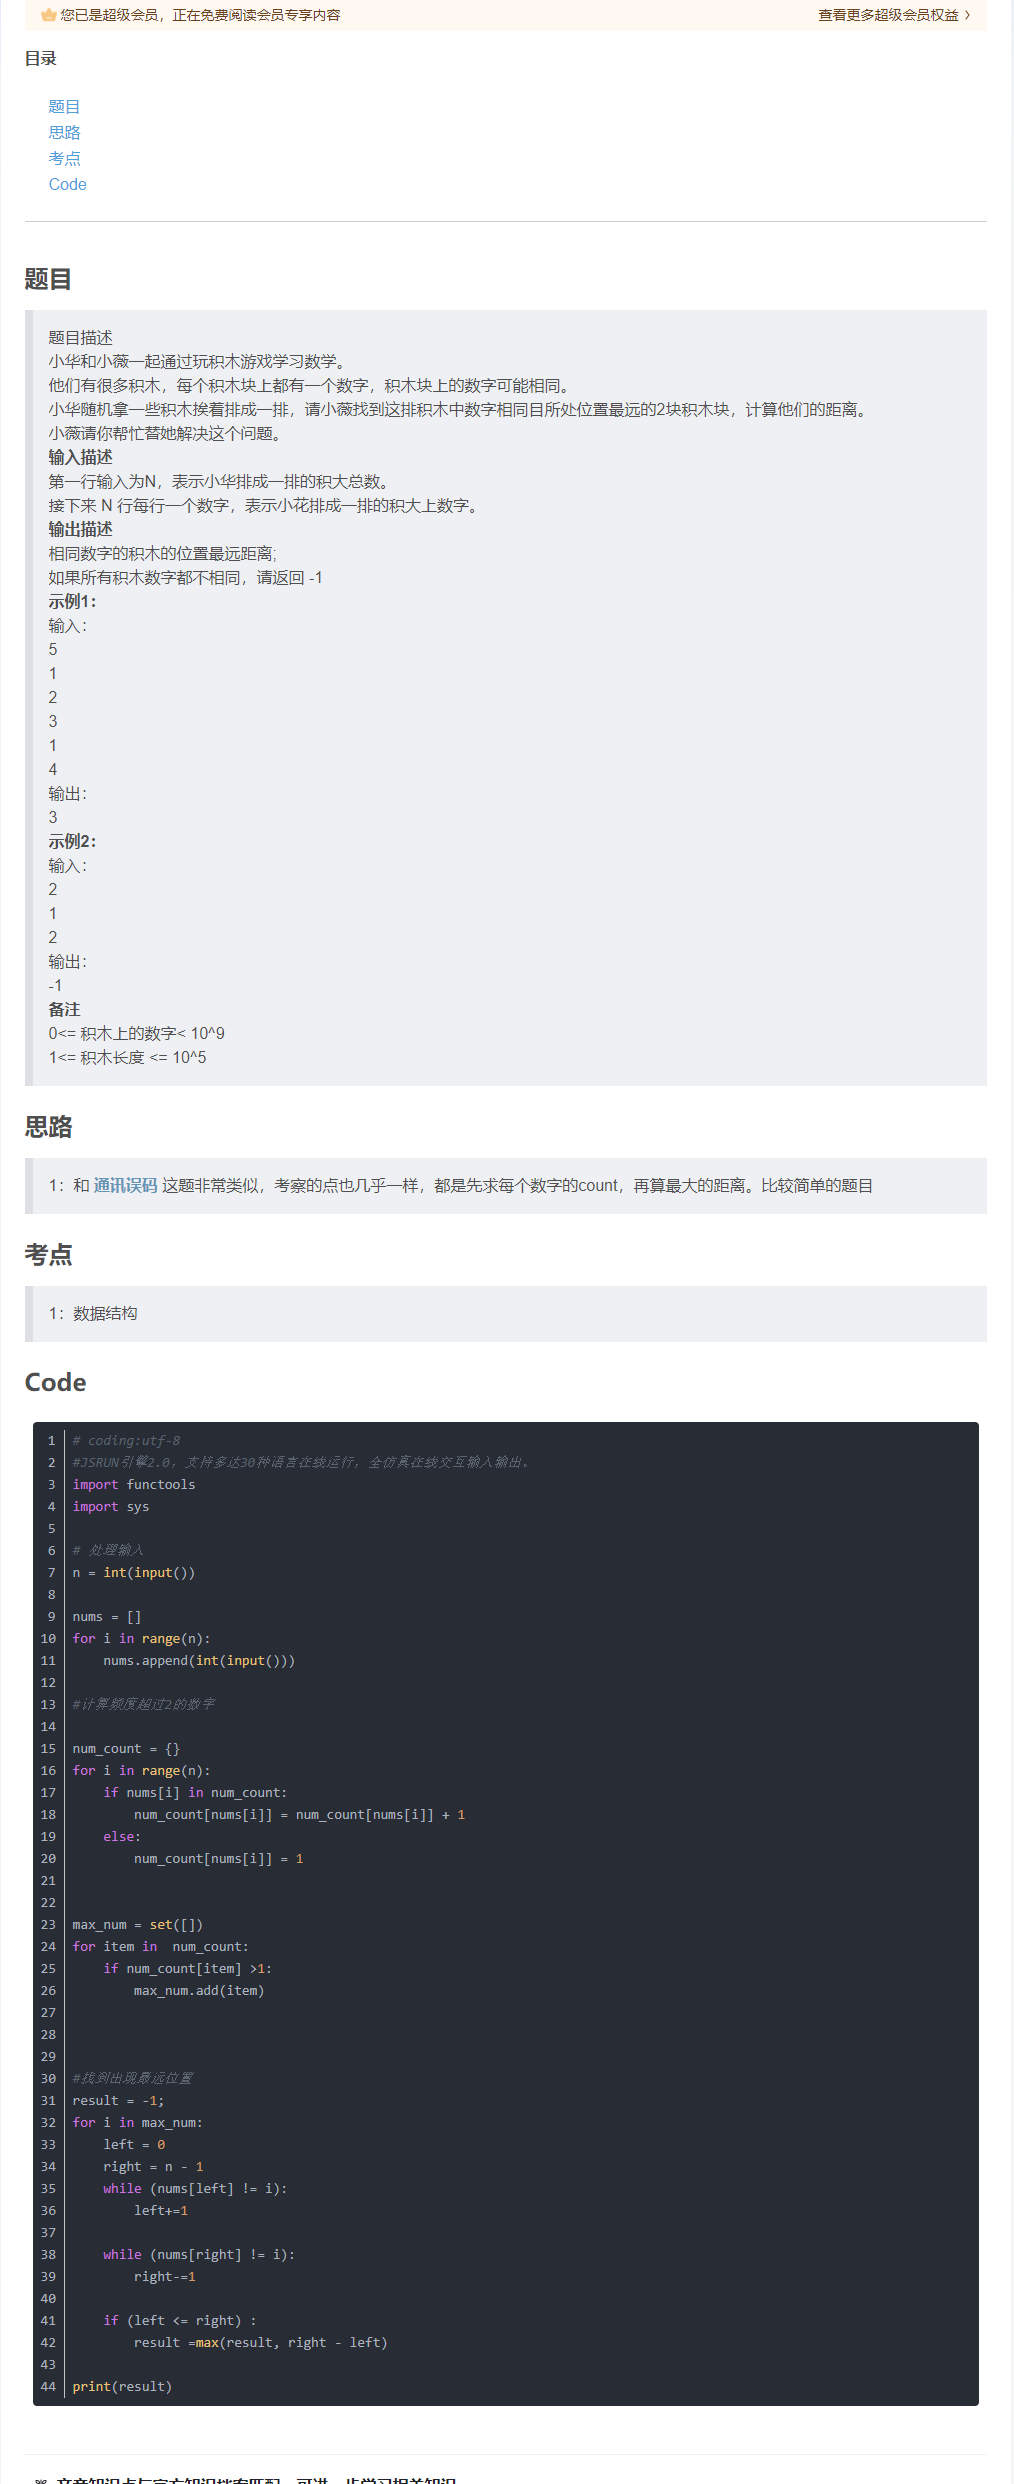 您已是超级会员，正在免费阅读会员专享内容
查看更多超级会员权益 >
目录
题目
思路
考点
Code
题目
题目描述
小华和小薇一起通过玩积木游戏学习数学。
他们有很多积木，每个积木块上都有一个数字，积木块上的数字可能相同。
小华随机拿一些积木挨着排成一排，请小薇找到这排积木中数字相同目所处位置最远的2块积木块，计算他们的距离。
小薇请你帮忙替她解决这个问题。
输入描述
第一行输入为N，表示小华排成一排的积大总数。
接下来 N 行每行一个数字，表示小花排成一排的积大上数字。
输出描述
相同数字的积木的位置最远距离;
如果所有积木数字都不相同，请返回 -1
示例1：
输入：
5
1
2
3
1
4
输出：
3
示例2：
输入：
2
1
2
输出：
-1
备注
0<= 积木上的数字< 10^9
1<= 积木长度 <= 10^5
思路
1：和 通讯误码 这题非常类似，考察的点也几乎一样，都是先求每个数字的count，再算最大的距离。比较简单的题目
考点
1：数据结构
Code
1 # coding:utf-8
2 #JSRUN引擎2.0，支持多达30种语言在线运行，全仿真在线交互输入输出。
3 import functools
4 import sys
5
6 # 处理输入
7 n = int(input())
8
9 nums = []
10 for i in range(n):
11     nums.append(int(input()))
12
13 #计算频度超过2的数字
14
15 num_count = {}
16 for i in range(n):
17     if nums[i] in num_count:
18         num_count[nums[i]] = num_count[nums[i]] + 1
19     else:
20         num_count[nums[i]] = 1
21
22
23 max_num = set([])
24 for item in  num_count:
25     if num_count[item] >1:
26         max_num.add(item)
27
28
29
30 #找到出现最远位置
31 result = -1;
32 for i in max_num:
33     left = 0
34     right = n - 1
35     while (nums[left] != i):
36         left+=1
37
38     while (nums[right] != i):
39         right-=1
40
41     if (left <= right) :
42         result =max(result, right - left)
43
44 print(result)